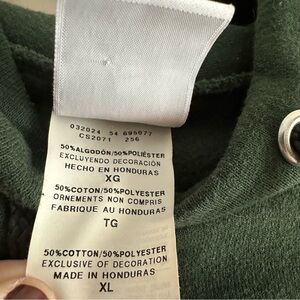 032024 54 695077
CS2071 256
50%ALGODÓN/50%POLIÉSTER
EXCLUYENDO DECORACIÓN
HECHO EN HONDURAS
XG
50%COTON/50%POLYESTER
ORNEMENTS NON COMPRIS
FABRIQUE AU HONDURAS
TG
50%COTTON/50%POLYESTER
EXCLUSIVE OF DECORATION
MADE IN HONDURAS
XL